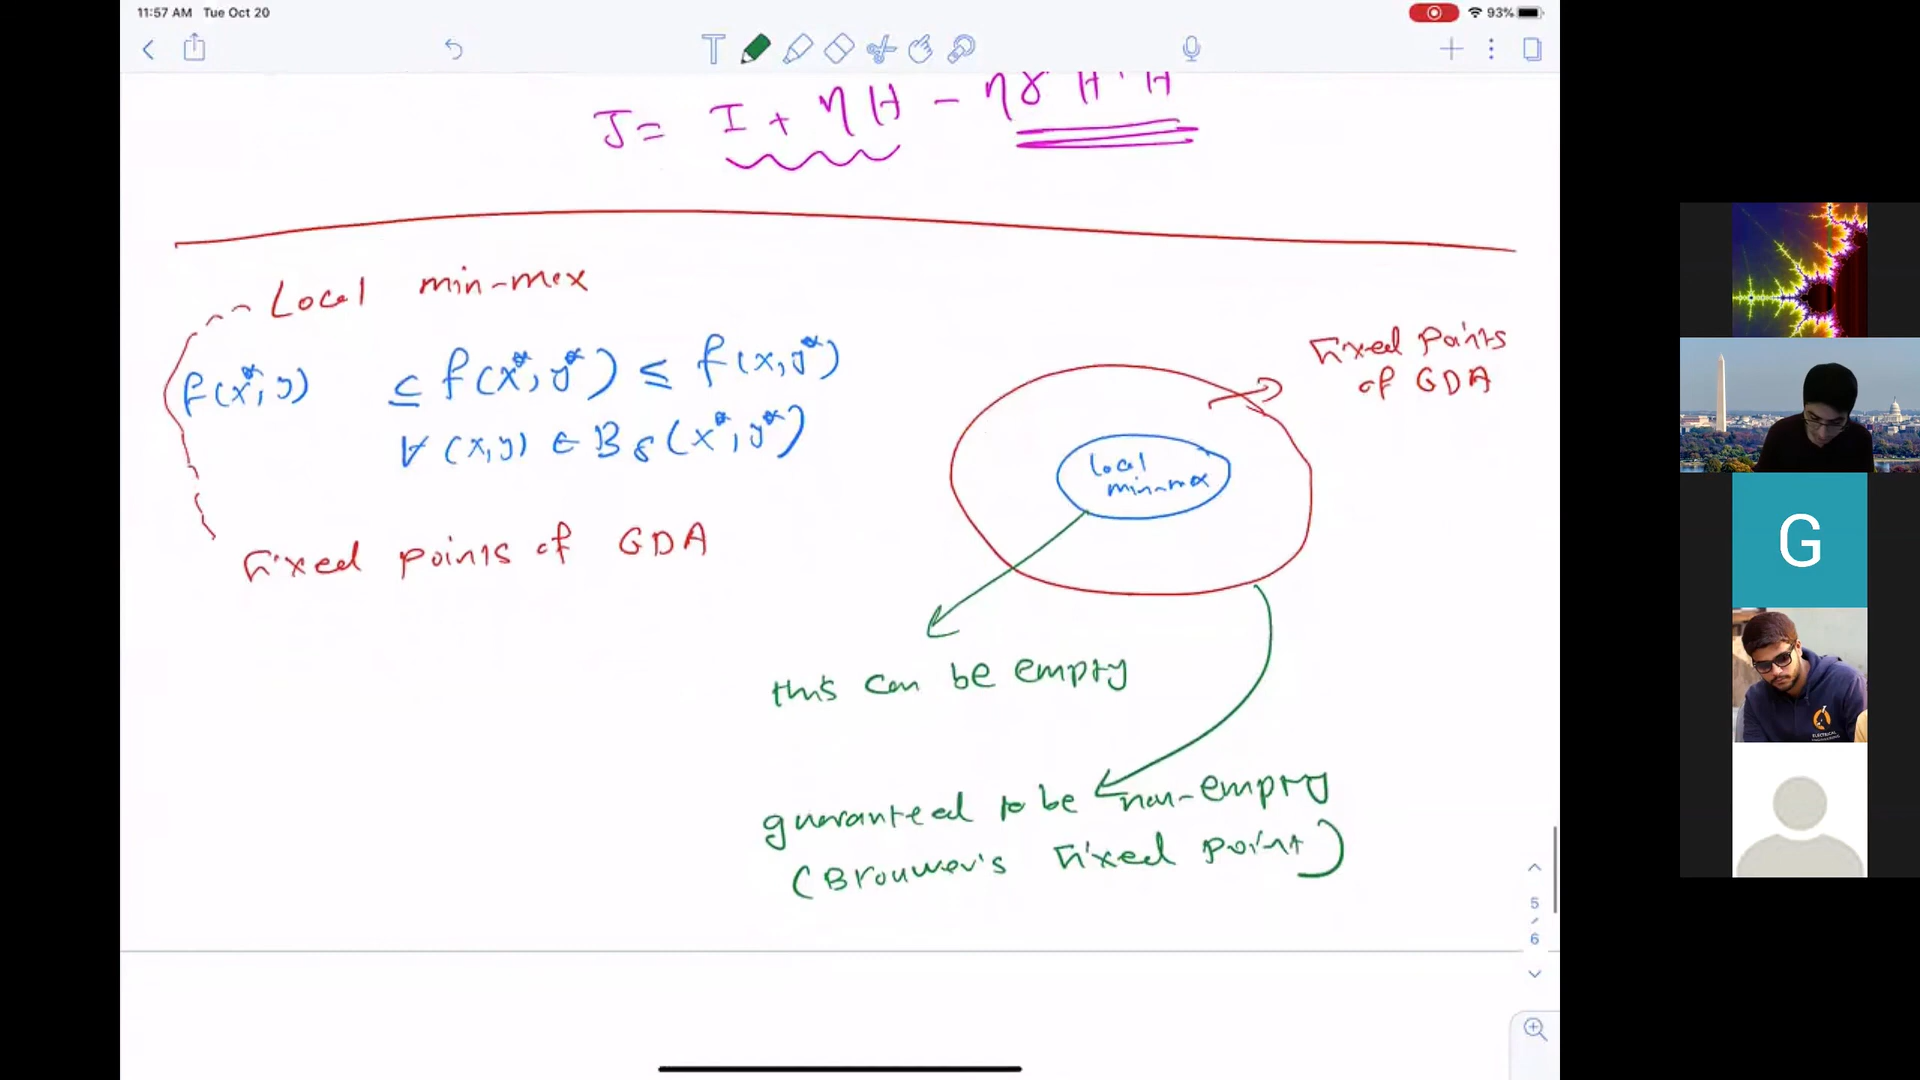 11:57 AM Tue Oct 20
93%
J = I + ηH - ηγ H · H
Local min-max
f(x*, y) ≤ f(x*, y*) ≤ f(x, y*)
∀ (x,y) ∈ B δ (x*, y*)
Fixed points of GDA
Fixed Points
of GDA
local
min-max
this can be empty
guaranteed to be non-empty
(Brouwer's Fixed point)
5
6
G
ELECTRICAL